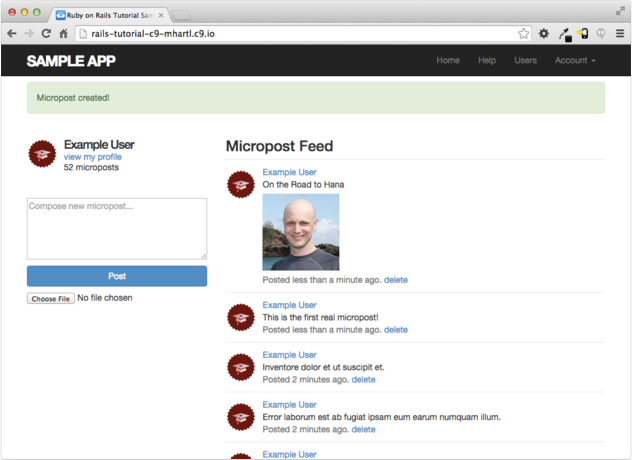 Ruby on Rails Tutorial Sam
rails-tutorial-c9-mhartl.c9.io
SAMPLE APP
Home
Help
Users
Account
Micropost created!
Example User
view my profile
52 microposts
Compose new micropost...
Post
Choose File No file chosen
Micropost Feed
Example User
On the Road to Hana
Posted less than a minute ago. delete
Example User
This is the first real micropost!
Posted less than a minute ago. delete
Example User
Inventore dolor et ut suscipit et.
Posted 2 minutes ago. delete
Example User
Error laborum est ab fugiat ipsam eum earum numquam illum.
Posted 2 minutes ago. delete
Example User